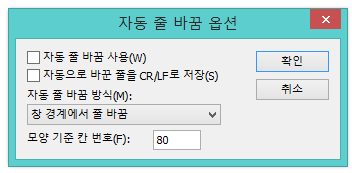 자동 줄 바꿈 옵션
자동 줄 바꿈 사용(W)
자동으로 바꾼 줄을 CR/LF로 저장(S)
자동 줄 바꿈 방식(M):
창 경계에서 줄 바꿈
모양 기준 칸 번호(F): 80
확인
취소